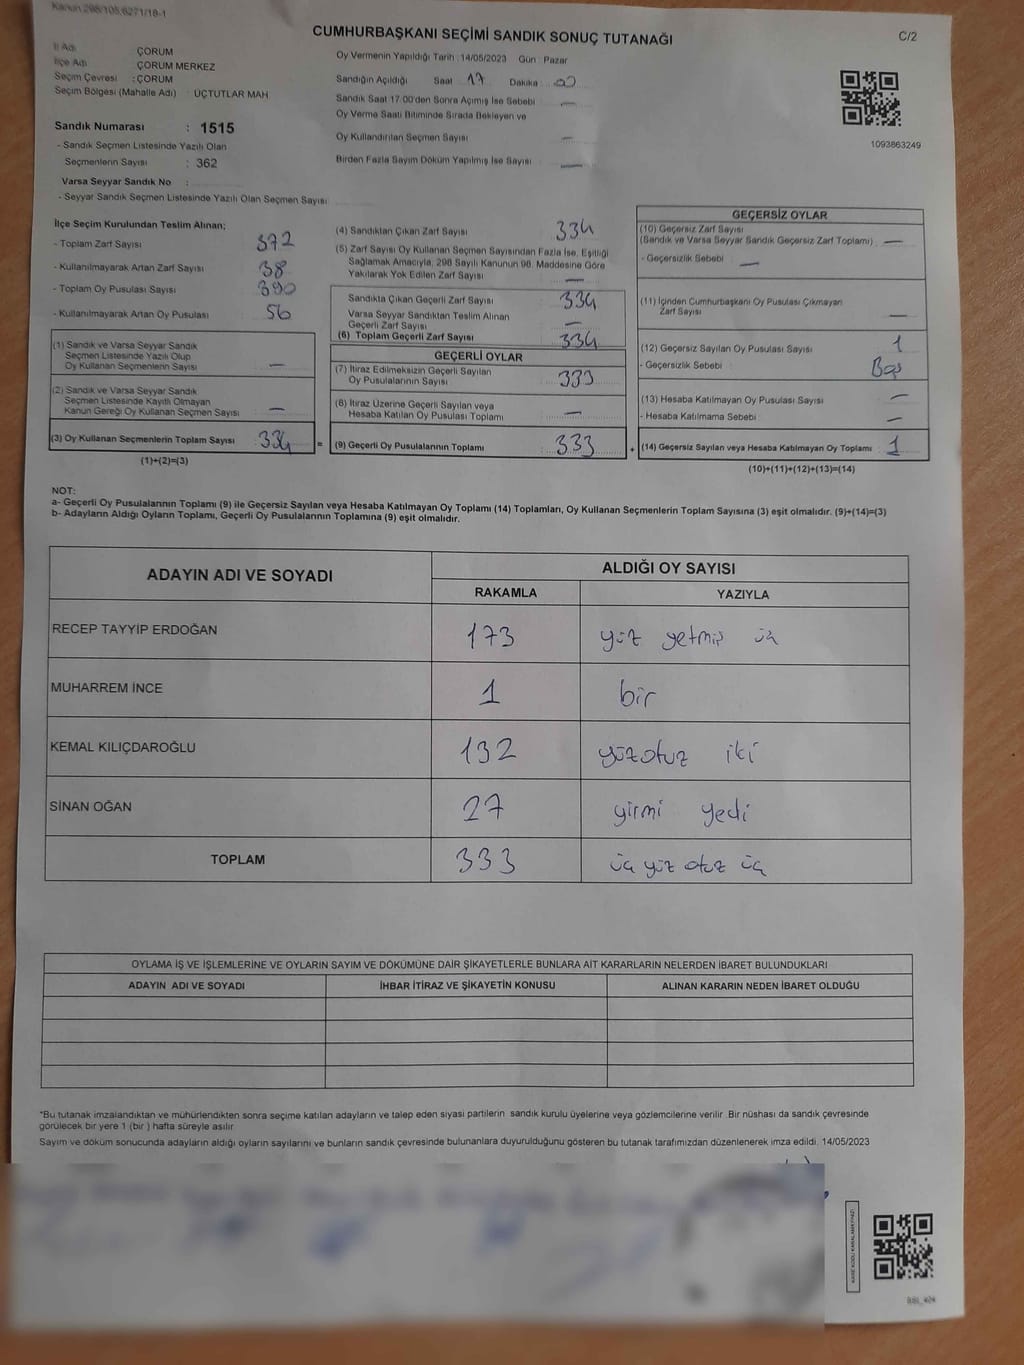 Kanun 298/105,6271/18-1
CUMHURBAŞKANI SEÇİMİ SANDIK SONUÇ TUTANAĞI
C/2
İl Adı ÇORUM
İlçe Adı ÇORUM MERKEZ
Seçim Çevresi : ÇORUM
Seçim Bölgesi (Mahalle Adı) : ÜÇTUTLAR MAH
Sandık Numarası : 1515
- Sandık Seçmen Listesinde Yazılı Olan
Seçmenlerin Sayısı : 362
Varsa Seyyar Sandık No :
- Seyyar Sandık Seçmen Listesinde Yazılı Olan Seçmen Sayısı
Oy Vermenin Yapıldığı Tarih : 14/05/2023 Gün : Pazar
Sandığın Açıldığı Saat : 17 Dakika : 00
Sandık Saat 17.00'den Sonra Açımış İse Sebebi —
Oy Verme Saati Bitiminde Sırada Bekleyen ve
Oy Kullandırılan Seçmen Sayısı —
Birden Fazla Sayım Döküm Yapılmış İse Sayısı —
1093863249
İlçe Seçim Kurulundan Teslim Alınan;
- Toplam Zarf Sayısı 372
- Kullanılmayarak Artan Zarf Sayısı 38
- Toplam Oy Pusulası Sayısı 390
- Kullanılmayarak Artan Oy Pusulası 56
(1) Sandık ve Varsa Seyyar Sandık
Seçmen Listesinde Yazılı Olup
Oy Kullanan Seçmenlerin Sayısı —
(2) Sandık ve Varsa Seyyar Sandık
Seçmen Listesinde Kayıtlı Olmayan
Kanun Gereği Oy Kullanan Seçmen Sayısı —
(3) Oy Kullanan Seçmenlerin Toplam Sayısı 334 =
(1)+(2)=(3)
(4) Sandıktan Çıkan Zarf Sayısı 334
(5) Zarf Sayısı Oy Kullanan Seçmen Sayısından Fazla İse, Eşitliği
Sağlamak Amacıyla, 298 Sayılı Kanunun 98. Maddesine Göre
Yakılarak Yok Edilen Zarf Sayısı —
Sandıkta Çıkan Geçerli Zarf Sayısı 334
Varsa Seyyar Sandıktan Teslim Alınan
Geçerli Zarf Sayısı —
(6) Toplam Geçerli Zarf Sayısı 334
GEÇERLİ OYLAR
(7) İtiraz Edilmeksizin Geçerli Sayılan
Oy Pusulalarının Sayısı 333
(8) İtiraz Üzerine Geçerli Sayılan veya
Hesaba Katılan Oy Pusulası Toplamı —
(9) Geçerli Oy Pusulalarının Toplamı 333 +
GEÇERSİZ OYLAR
(10) Geçersiz Zarf Sayısı
(Sandık ve Varsa Seyyar Sandık Geçersiz Zarf Toplamı) —
- Geçersizlik Sebebi —
(11) İçinden Cumhurbaşkanı Oy Pusulası Çıkmayan
Zarf Sayısı —
(12) Geçersiz Sayılan Oy Pusulası Sayısı 1
- Geçersizlik Sebebi : Boş
(13) Hesaba Katılmayan Oy Pusulası Sayısı —
- Hesaba Katılmama Sebebi —
(14) Geçersiz Sayılan veya Hesaba Katılmayan Oy Toplamı 1
(10)+(11)+(12)+(13)=(14)
NOT:
a- Geçerli Oy Pusulalarının Toplamı (9) ile Geçersiz Sayılan veya Hesaba Katılmayan Oy Toplamı (14) Toplamları, Oy Kullanan Seçmenlerin Toplam Sayısına (3) eşit olmalıdır. (9)+(14)=(3)
b- Adayların Aldığı Oyların Toplamı, Geçerli Oy Pusulalarının Toplamına (9) eşit olmalıdır.
ADAYIN ADI VE SOYADI
ALDIĞI OY SAYISI
RAKAMLA YAZIYLA
RECEP TAYYİP ERDOĞAN 173 yüz yetmiş üç
MUHARREM İNCE 1 bir
KEMAL KILIÇDAROĞLU 132 yüzotuz iki
SİNAN OĞAN 27 yirmi yedi
TOPLAM 333 üç yüz otuz üç
OYLAMA İŞ VE İŞLEMLERİNE VE OYLARIN SAYIM VE DÖKÜMÜNE DAİR ŞİKAYETLERLE BUNLARA AİT KARARLARIN NELERDEN İBARET BULUNDUKLARI
ADAYIN ADI VE SOYADI İHBAR İTİRAZ VE ŞİKAYETİN KONUSU ALINAN KARARIN NEDEN İBARET OLDUĞU
*Bu tutanak imzalandıktan ve mühürlendikten sonra seçime katılan adayların ve talep eden siyasi partilerin sandık kurulu üyelerine veya gözlemcilerine verilir .Bir nüshası da sandık çevresinde
görülecek bir yere 1 (bir ) hafta süreyle asılır.
Sayım ve döküm sonucunda adayların aldığı oyların sayılarını ve bunların sandık çevresinde bulunanlara duyurulduğunu gösteren bu tutanak tarafımızdan düzenlenerek imza edildi. 14/05/2023